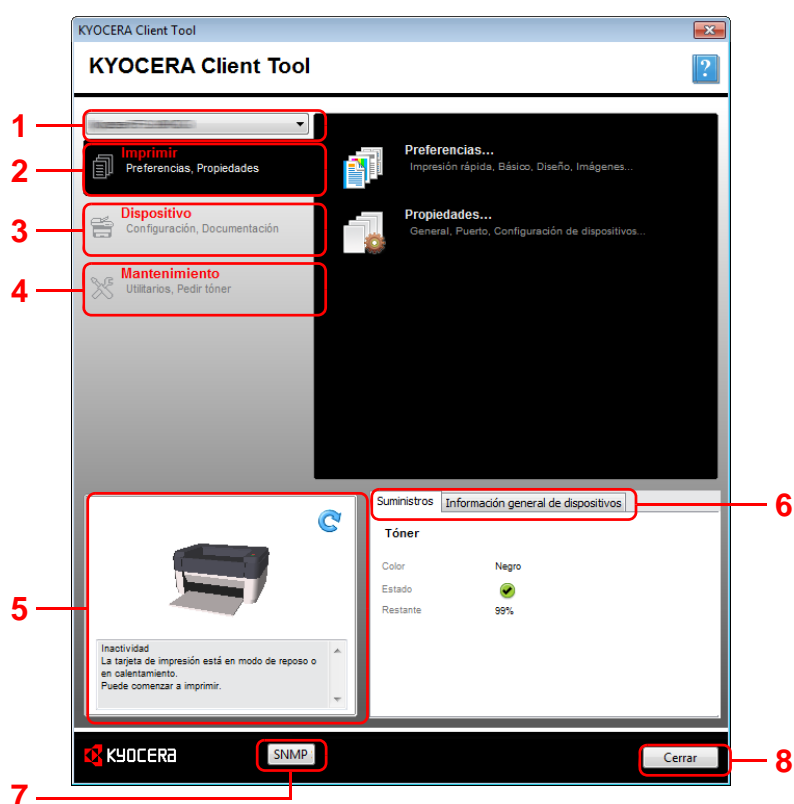 KYOCERA Client Tool
KYOCERA Client Tool
?
1
2
Imprimir
Preferencias, Propiedades
3
Dispositivo
Configuración, Documentación
4
Mantenimiento
Utilitarios, Pedir tóner
Preferencias...
Impresión rápida, Básico, Diseño, Imágenes...
Propiedades...
General, Puerto, Configuración de dispositivos...
5
Inactividad
La tarjeta de impresión está en modo de reposo o
en calentamiento.
Puede comenzar a imprimir.
Suministros Información general de dispositivos
6
Tóner
Color Negro
Estado
Restante 99%
KYOCERA
SNMP
7
Cerrar
8